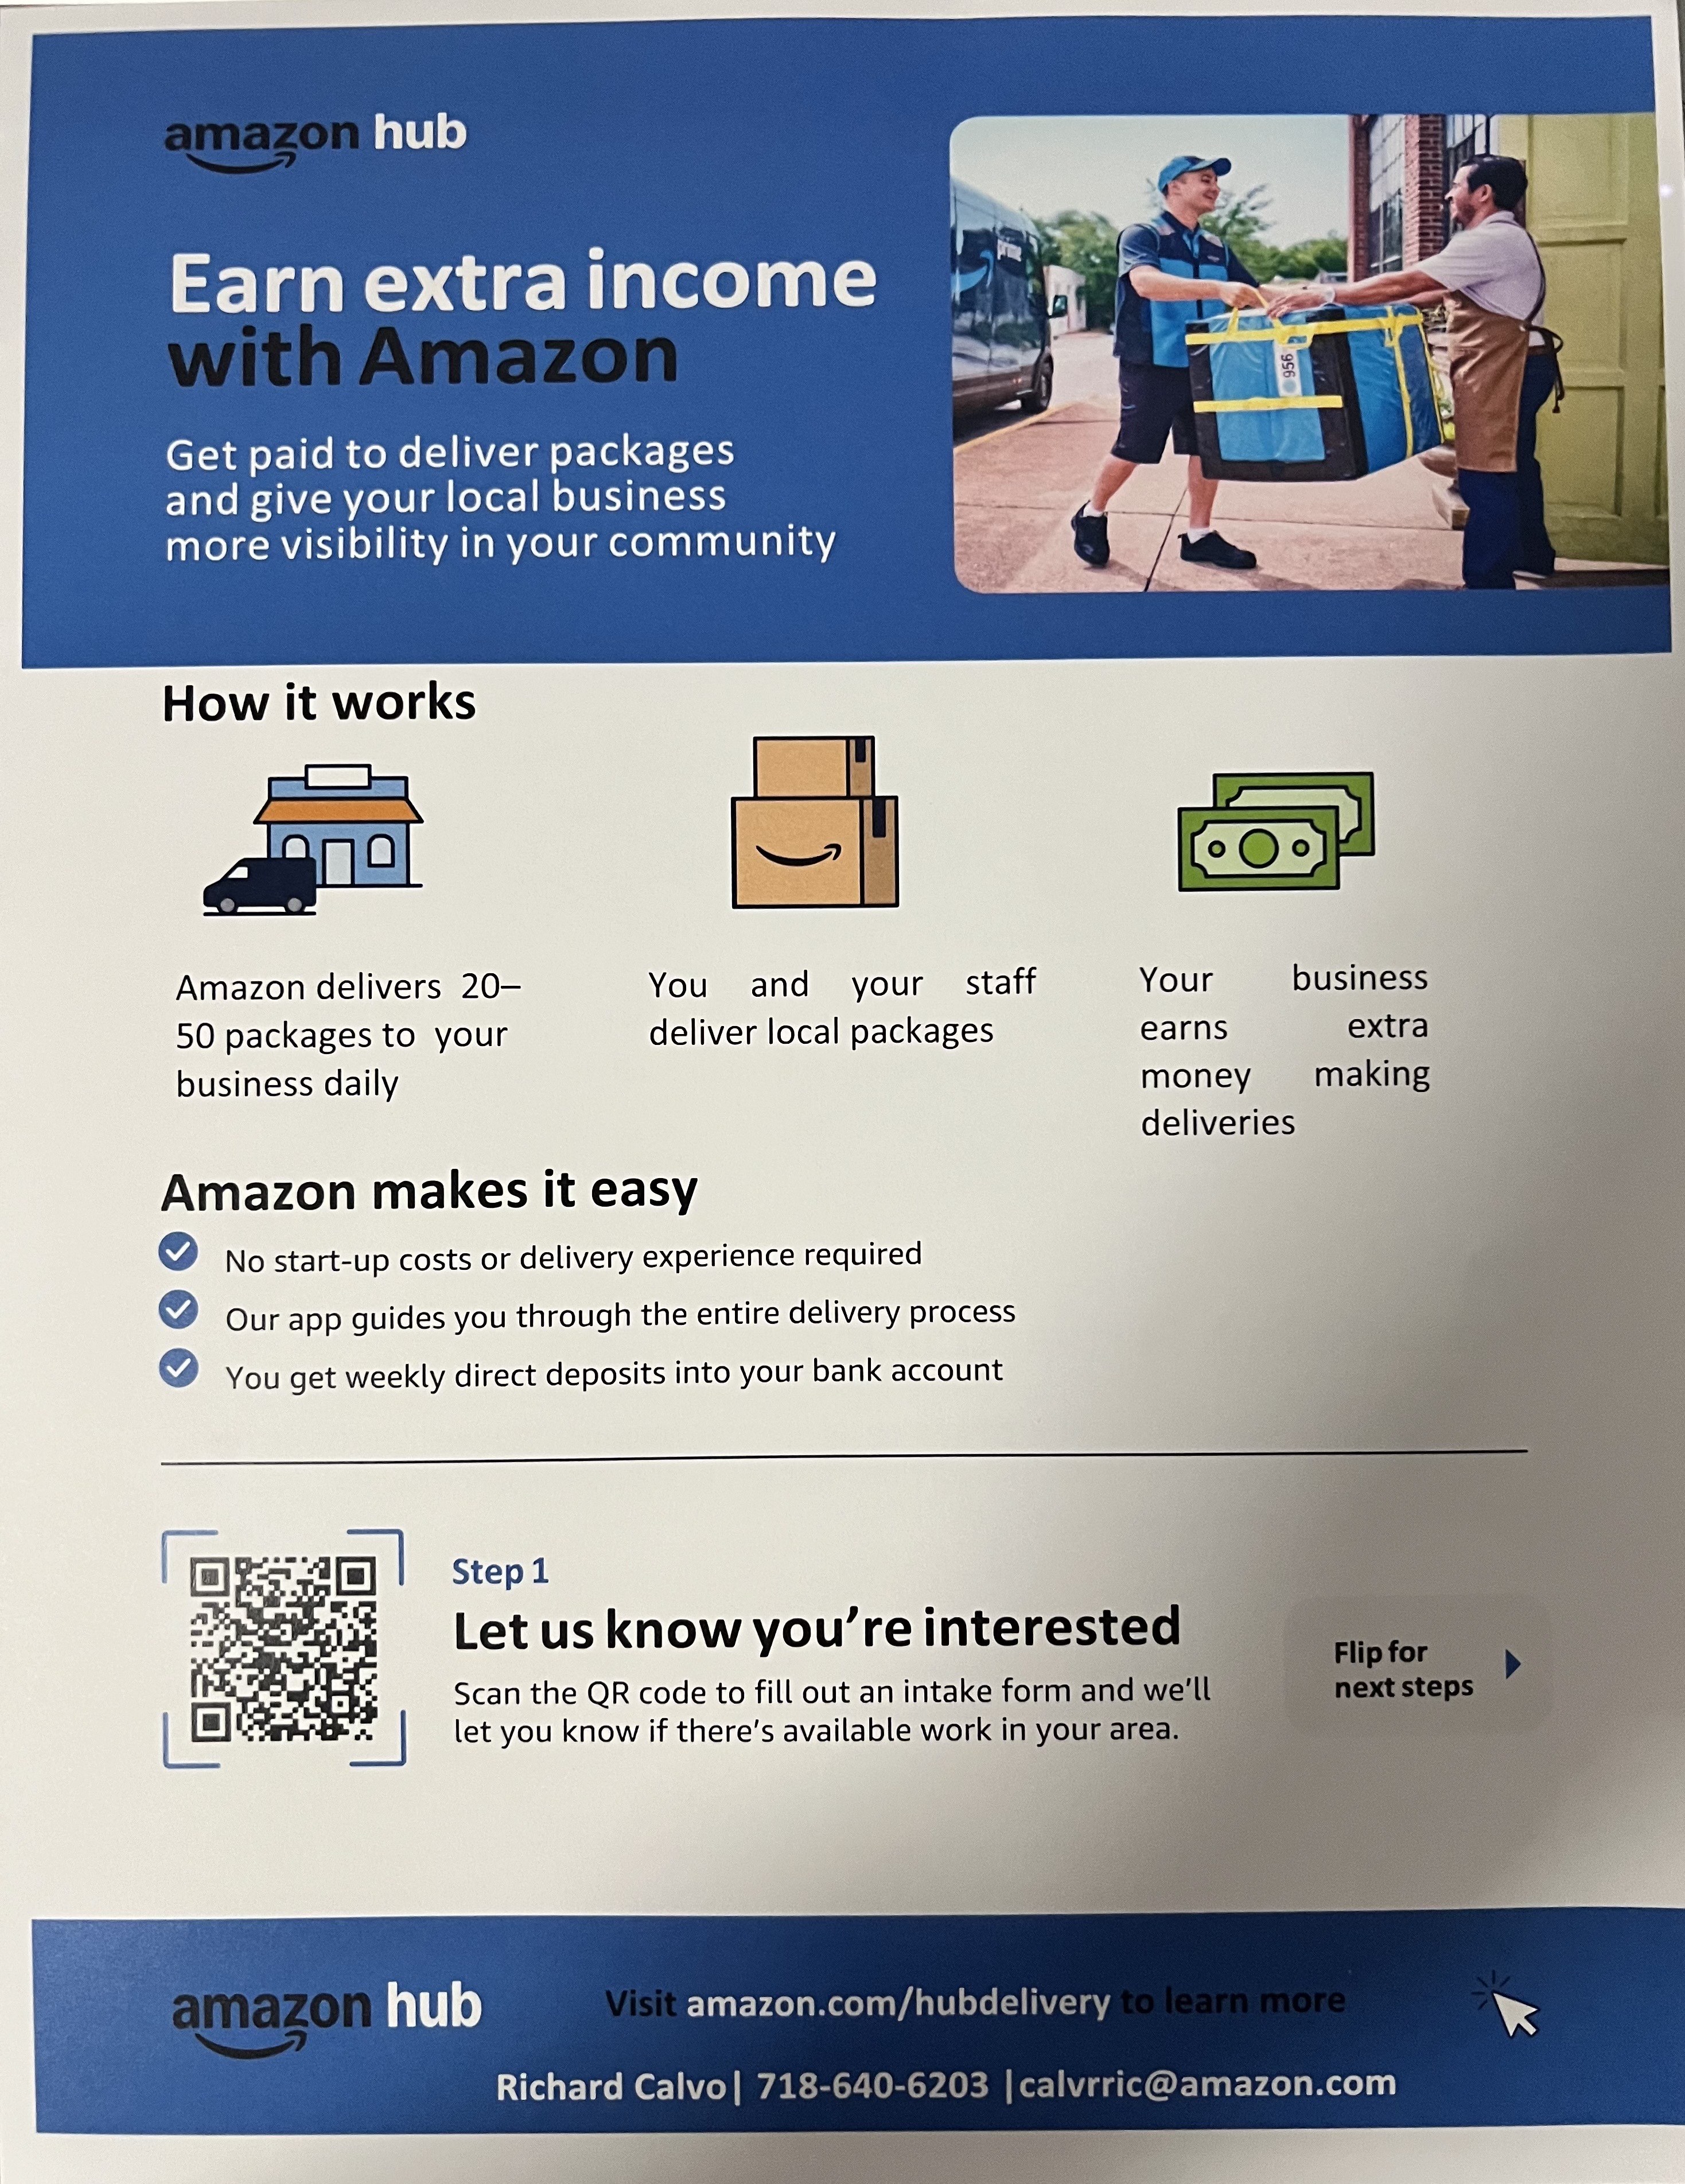 amazon hub
Earn extra income
with Amazon
Get paid to deliver packages
and give your local business
more visibility in your community
prime
956
How it works
Amazon delivers 20–
50 packages to your
business daily
You and your staff
deliver local packages
Your business
earns extra
money making
deliveries
Amazon makes it easy
No start-up costs or delivery experience required
Our app guides you through the entire delivery process
You get weekly direct deposits into your bank account
Step 1
Let us know you’re interested
Scan the QR code to fill out an intake form and we’ll
let you know if there’s available work in your area.
Flip for
next steps
amazon hub
Visit amazon.com/hubdelivery to learn more
Richard Calvo| 718-640-6203 |calvrric@amazon.com